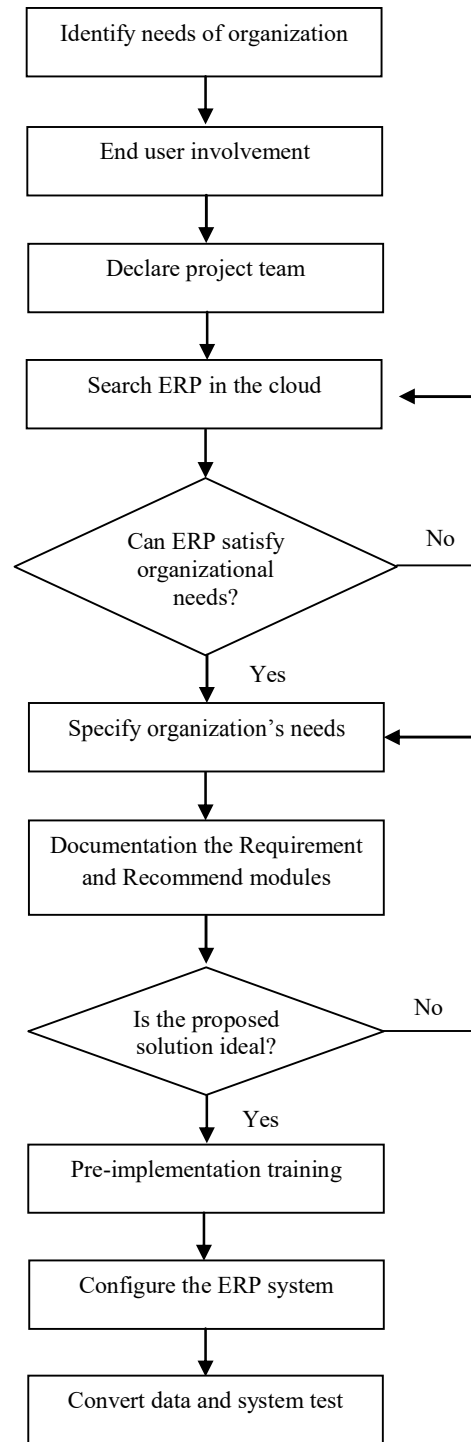 Identify needs of organization
End user involvement
Declare project team
Search ERP in the cloud
Can ERP satisfy
organizational
needs?
No
Yes
Specify organization’s needs
Documentation the Requirement
and Recommend modules
Is the proposed
solution ideal?
No
Yes
Pre-implementation training
Configure the ERP system
Convert data and system test